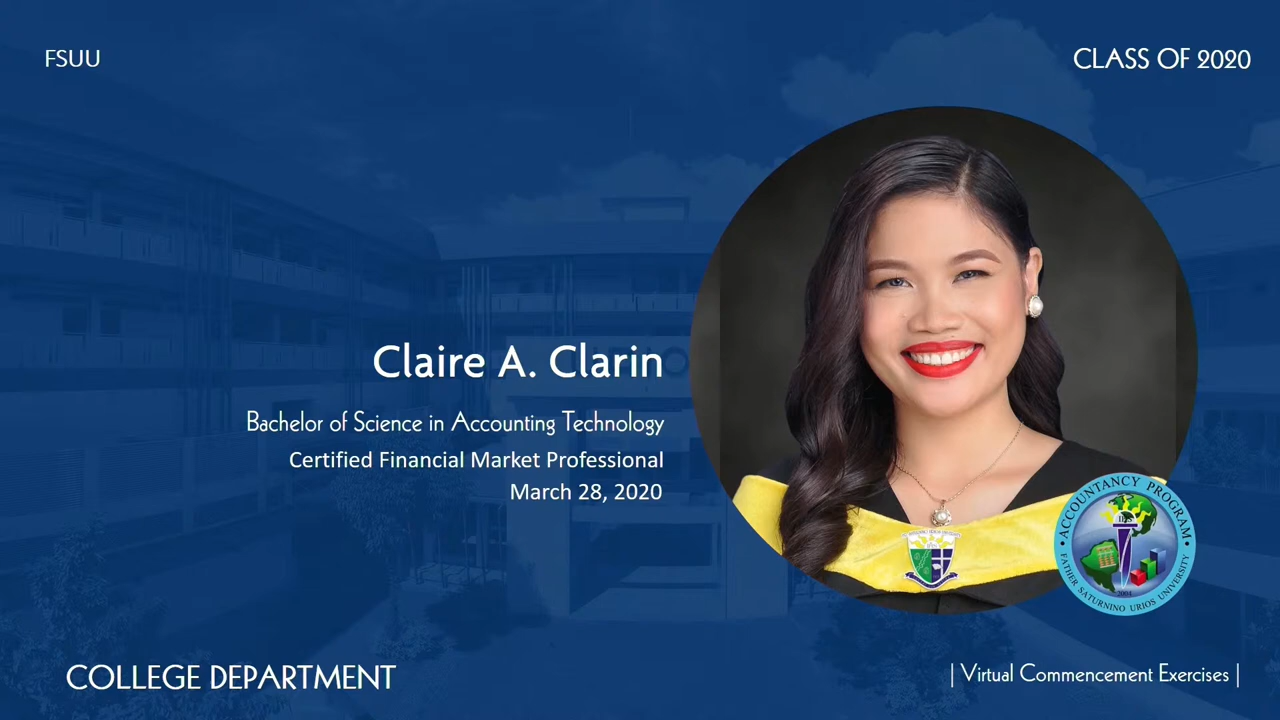 FSUU
CLASS OF 2020
Claire A. Clarin
Bachelor of Science in Accounting Technology
Certified Financial Market Professional
March 28, 2020
ACCOUNTANCY PROGRAM
FATHER SATURNINO URIOS UNIVERSITY
2004
COLLEGE DEPARTMENT
| Virtual Commencement Exercises |